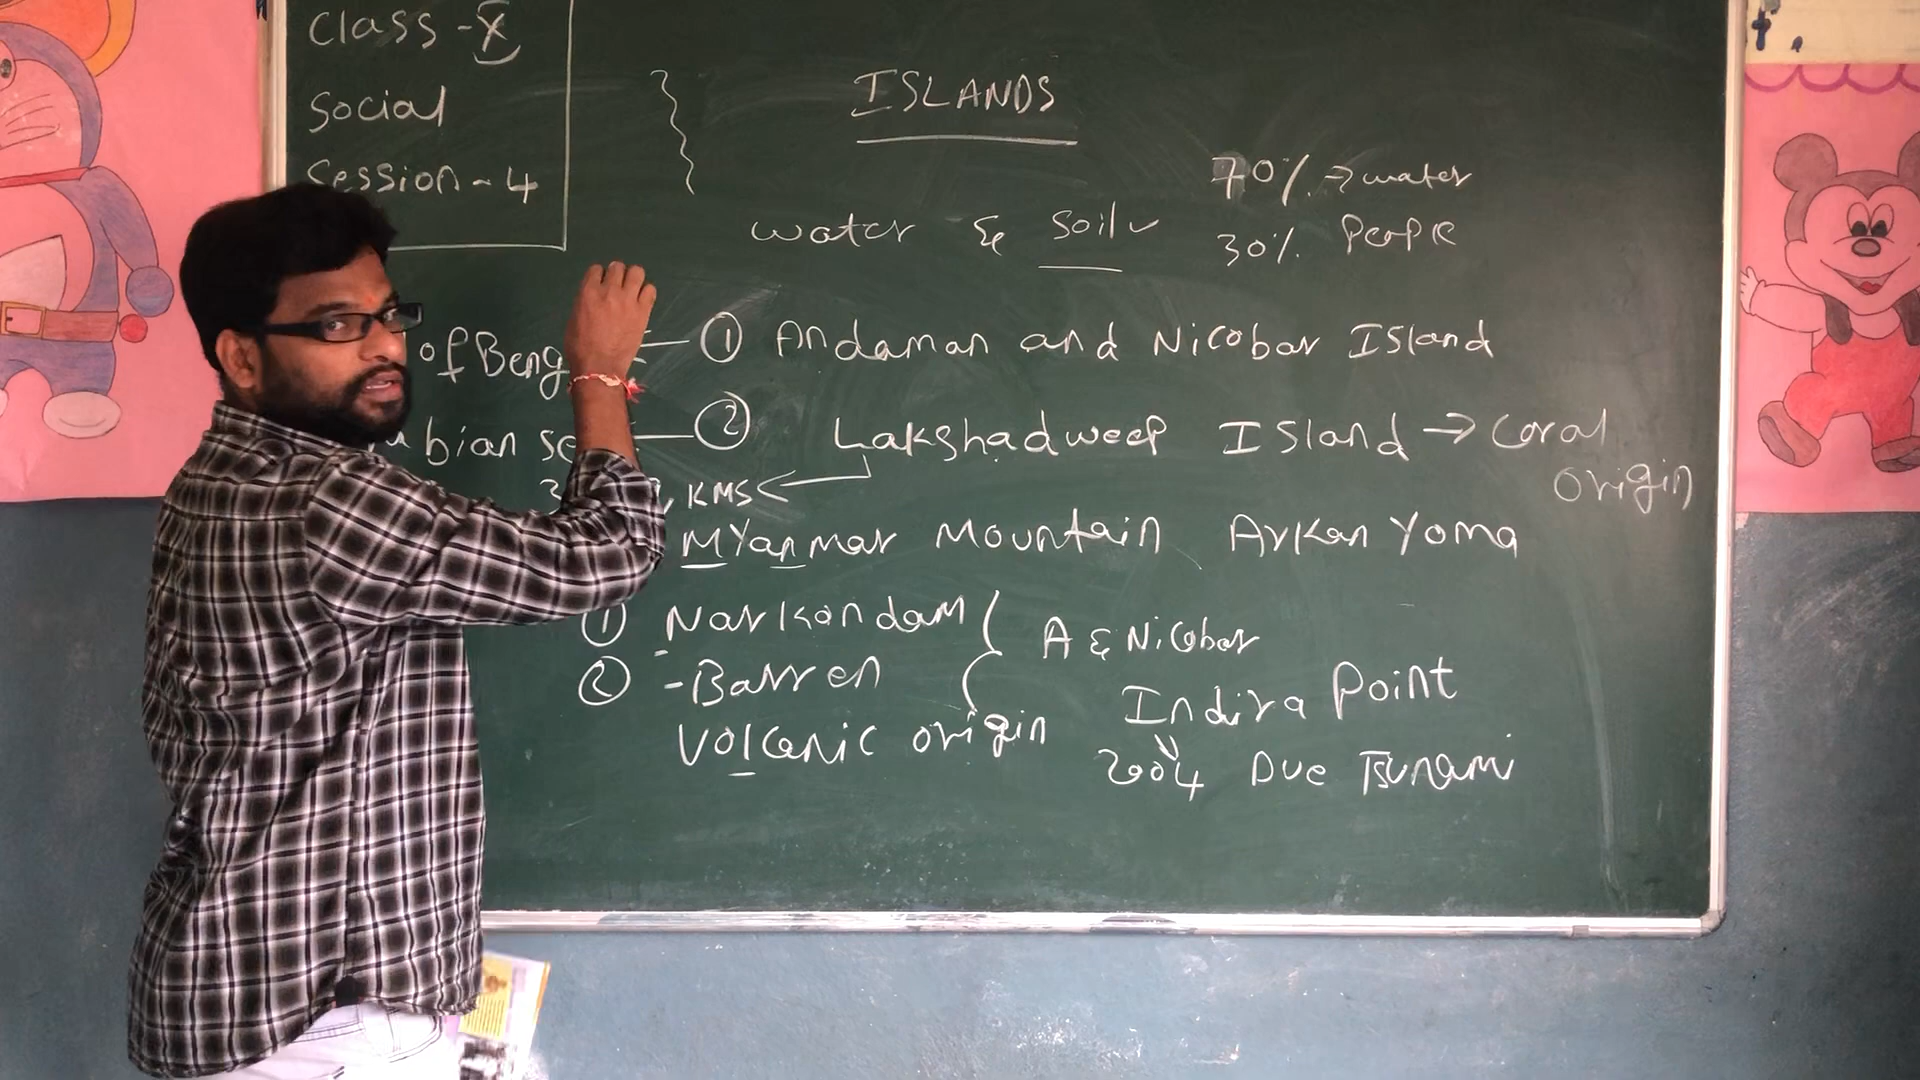 Class - X
Social
Session - 4
ISLANDS
70% → water
water & soil
30% People
of Beng ① Andaman and Nicobar Island
bian se ② Lakshadweep Island → Coral
Origin
KMS
MYanmar Mountain Arkan Yoma
① Narkondam
② - Barren
A & Nicobar
Volcanic origin
Indira Point
2004 Due Tsunami